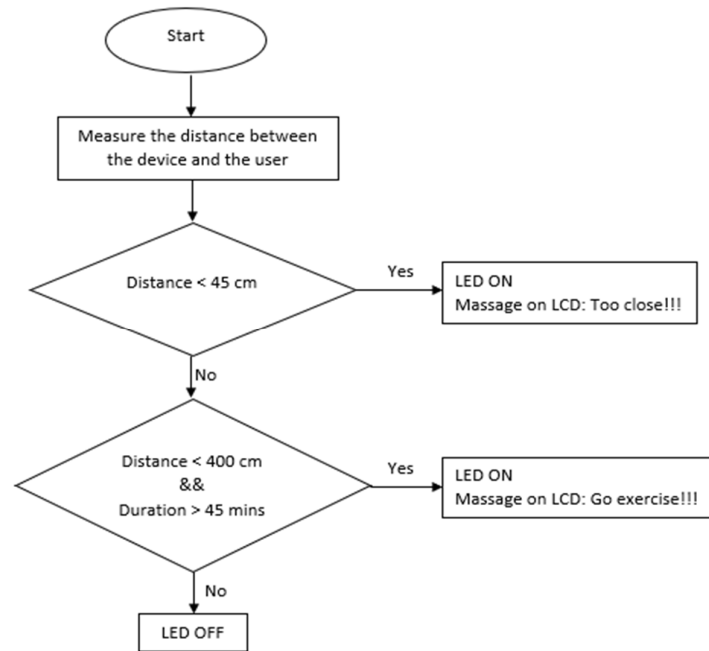 Start
Measure the distance between
the device and the user
Distance < 45 cm
Yes
LED ON
Massage on LCD: Too close!!!
No
Distance < 400 cm
&&
Duration > 45 mins
Yes
LED ON
Massage on LCD: Go exercise!!!
No
LED OFF